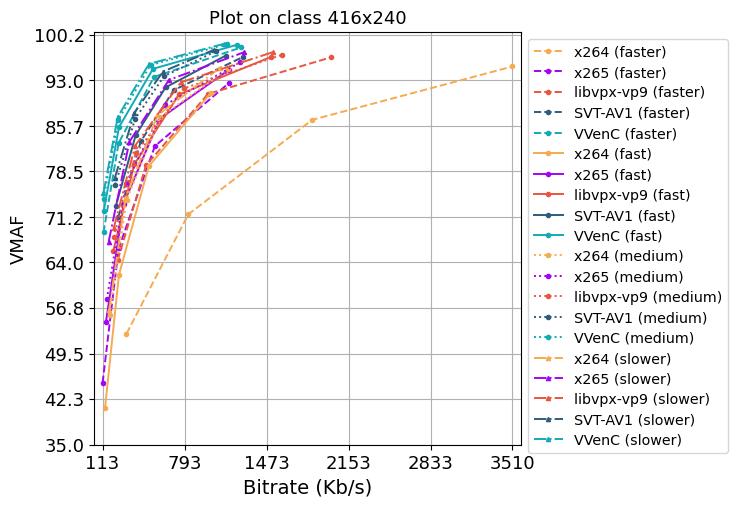 Plot on class 416x240
100.2
93.0
85.7
78.5
71.2
64.0
56.8
49.5
42.3
35.0
VMAF
113
793
1473
2153
2833
3510
Bitrate (Kb/s)
x264 (faster)
x265 (faster)
libvpx-vp9 (faster)
SVT-AV1 (faster)
VVenC (faster)
x264 (fast)
x265 (fast)
libvpx-vp9 (fast)
SVT-AV1 (fast)
VVenC (fast)
x264 (medium)
x265 (medium)
libvpx-vp9 (medium)
SVT-AV1 (medium)
VVenC (medium)
x264 (slower)
x265 (slower)
libvpx-vp9 (slower)
SVT-AV1 (slower)
VVenC (slower)